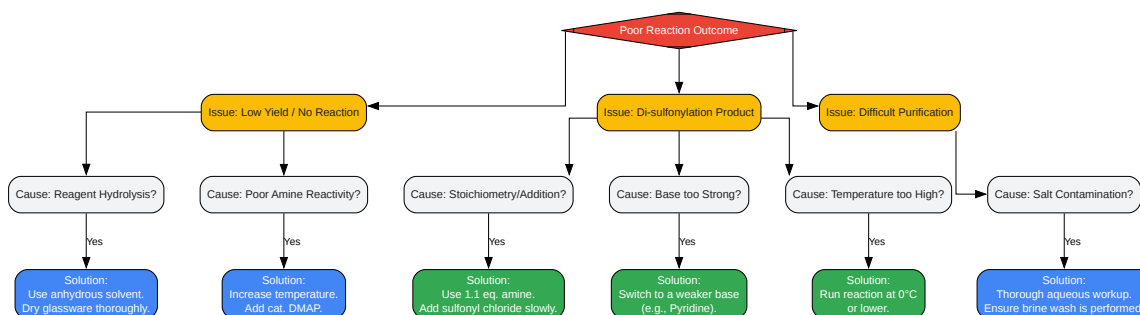 Poor Reaction Outcome
Issue: Low Yield / No Reaction
Issue: Di-sulfonylation Product
Issue: Difficult Purification
Cause: Reagent Hydrolysis?
Cause: Poor Amine Reactivity?
Cause: Stoichiometry/Addition?
Cause: Base too Strong?
Cause: Temperature too High?
Cause: Salt Contamination?
Yes
Yes
Yes
Yes
Yes
Yes
Solution:
Use anhydrous solvent.
Dry glassware thoroughly.
Solution:
Increase temperature.
Add cat. DMAP.
Solution:
Use 1.1 eq. amine.
Add sulfonyl chloride slowly.
Solution:
Switch to a weaker base
(e.g., Pyridine).
Solution:
Run reaction at 0°C
or lower.
Solution:
Thorough aqueous workup.
Ensure brine wash is performed.